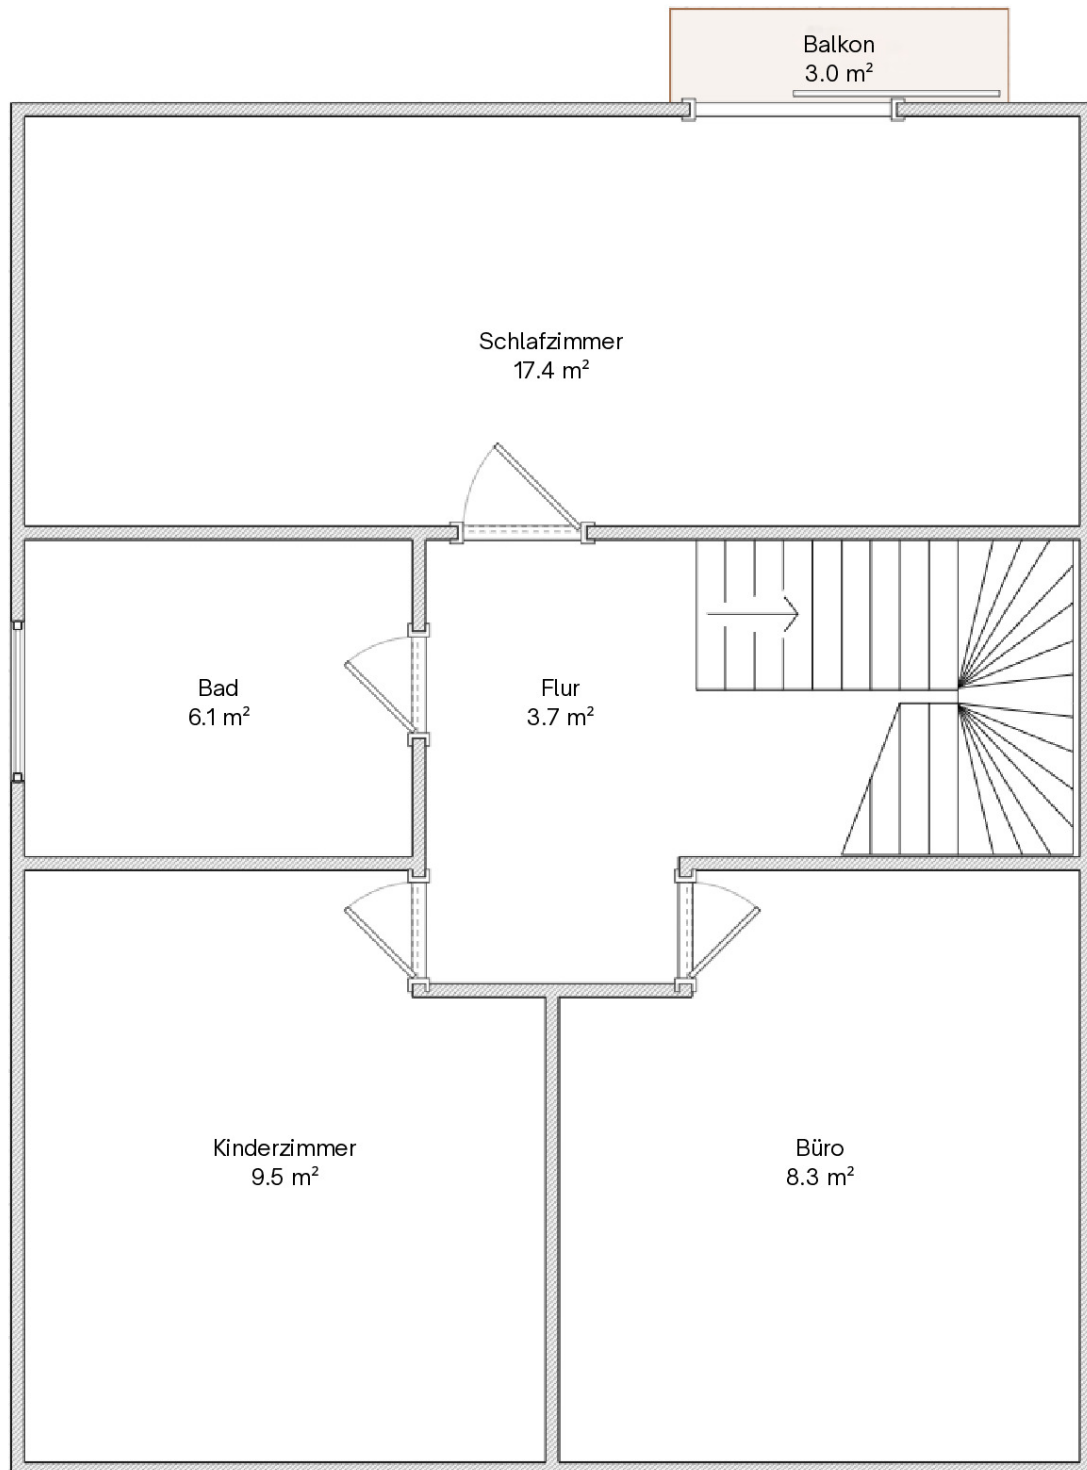 Balkon
3.0 m²
Schlafzimmer
17.4 m²
Bad
6.1 m²
Flur
3.7 m²
Kinderzimmer
9.5 m²
Büro
8.3 m²